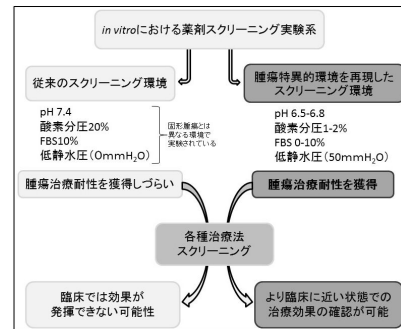 in vitroにおける薬剤スクリーニング実験系
従来のスクリーニング環境
pH 7.4
酸素分圧20%
FBS10%
低静水圧(OmmH₂O)
固形腫瘍とは
異なる環境で
実験されている
腫瘍治療耐性を獲得しづらい
腫瘍特異的環境を再現した
スクリーニング環境
pH 6.5-6.8
酸素分圧1-2%
FBS 0-10%
低静水圧(50mmH₂O)
腫瘍治療耐性を獲得
各種治療法
スクリーニング
臨床では効果が
発揮できない可能性
より臨床に近い状態での
治療効果の確認が可能